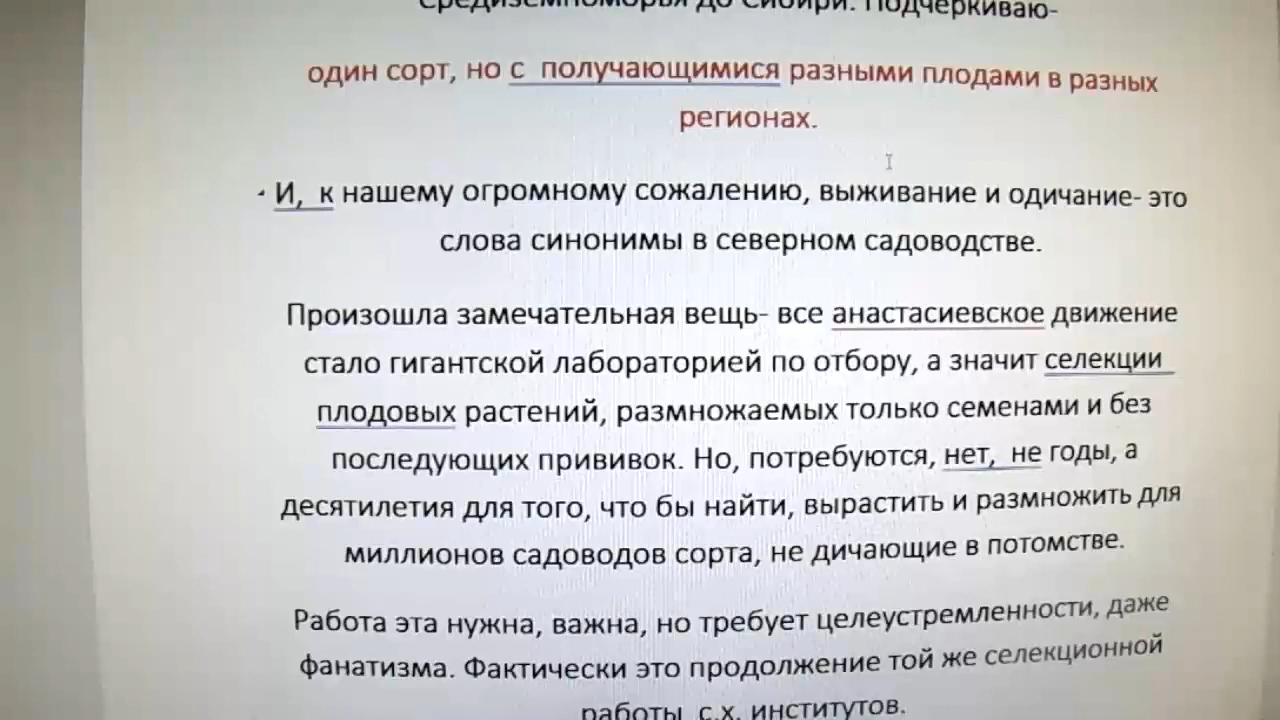 Средиземноморья до Сибири. Подчеркиваю-
один сорт, но с получающимися разными плодами в разных
регионах.
- И, к нашему огромному сожалению, выживание и одичание- это
слова синонимы в северном садоводстве.
Произошла замечательная вещь- все анастасиевское движение
стало гигантской лабораторией по отбору, а значит селекции
плодовых растений, размножаемых только семенами и без
последующих прививок. Но, потребуются, нет, не годы, а
десятилетия для того, что бы найти, вырастить и размножить для
миллионов садоводов сорта, не дичающие в потомстве.
Работа эта нужна, важна, но требует целеустремленности, даже
фанатизма. Фактически это продолжение той же селекционной
работы с.х. институтов.